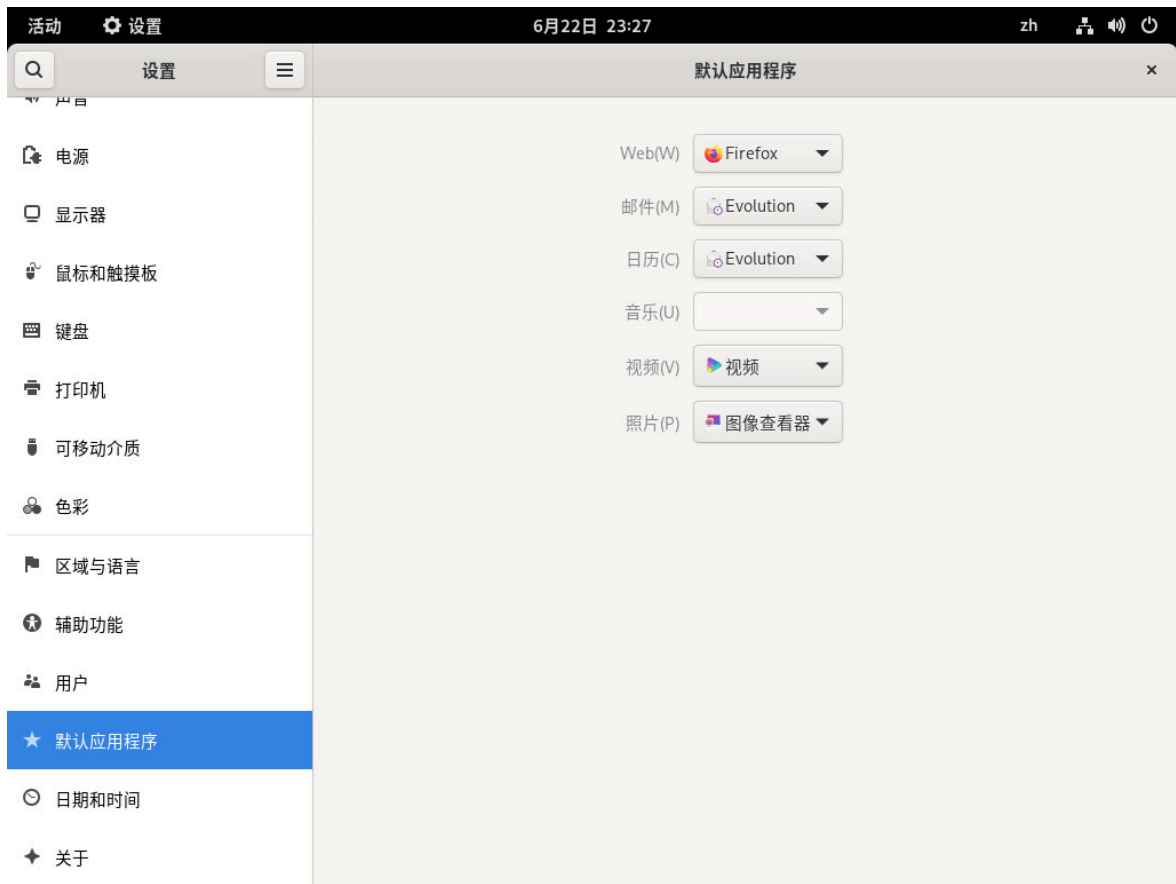 活动 设置 6月22日 23:27 zh
设置 默认应用程序
声音
电源
显示器
鼠标和触摸板
键盘
打印机
可移动介质
色彩
区域与语言
辅助功能
用户
默认应用程序
日期和时间
关于
Web(W) Firefox
邮件(M) Evolution
日历(C) Evolution
音乐(U)
视频(V) 视频
照片(P) 图像查看器